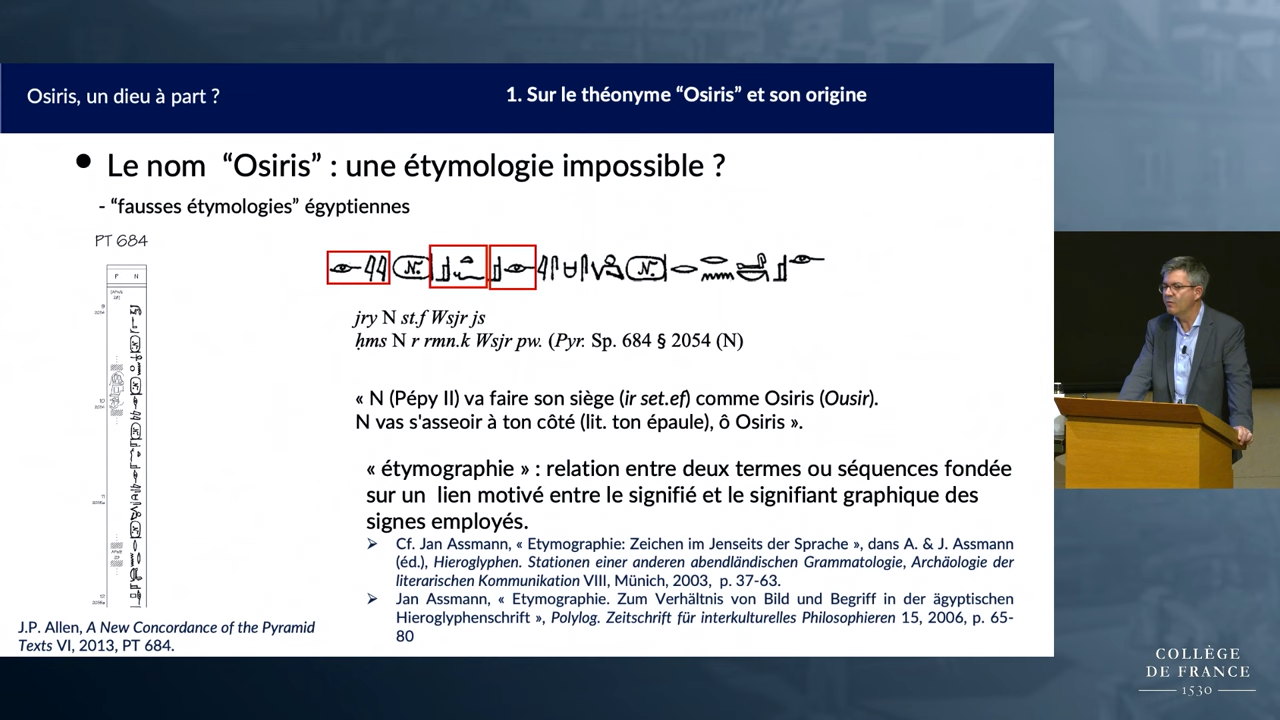 Osiris, un dieu à part ?
1. Sur le théonyme “Osiris” et son origine
Le nom “Osiris” : une étymologie impossible ?
- “fausses étymologies” égyptiennes
PT 684
P N
jry N st.f Wsjr js
ḥms N r rmn.k Wsjr pw. (Pyr. Sp. 684 § 2054 (N)
« N (Pépy II) va faire son siège (ir set.ef) comme Osiris (Ousir).
N vas s'asseoir à ton côté (lit. ton épaule), ô Osiris ».
« étymographie » : relation entre deux termes ou séquences fondée
sur un lien motivé entre le signifié et le signifiant graphique des
signes employés.
Cf. Jan Assmann, « Etymographie: Zeichen im Jenseits der Sprache », dans A. & J. Assmann
(éd.), Hieroglyphen. Stationen einer anderen abendländischen Grammatologie, Archäologie der
literarischen Kommunikation VIII, Münich, 2003, p. 37-63.
Jan Assmann, « Etymographie. Zum Verhältnis von Bild und Begriff in der ägyptischen
Hieroglyphenschrift », Polylog. Zeitschrift für interkulturelles Philosophieren 15, 2006, p. 65-
80
J.P. Allen, A New Concordance of the Pyramid
Texts VI, 2013, PT 684.
COLLÈGE
DE FRANCE
1530